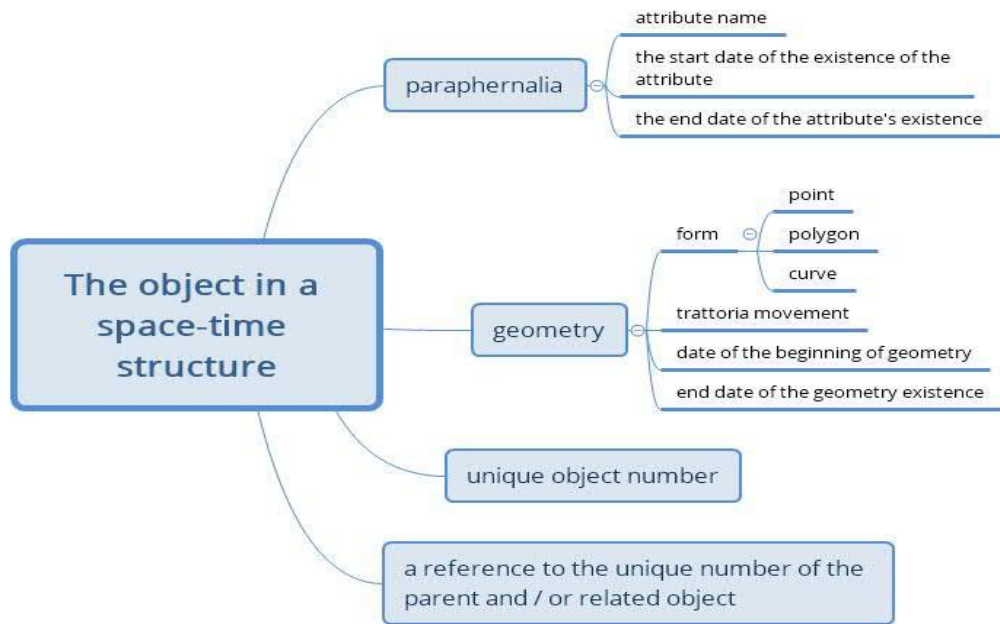 The object in a
space-time
structure
paraphernalia
attribute name
the start date of the existence of the
attribute
the end date of the attribute's existence
geometry
form
point
polygon
curve
trattoria movement
date of the beginning of geometry
end date of the geometry existence
unique object number
a reference to the unique number of the
parent and / or related object